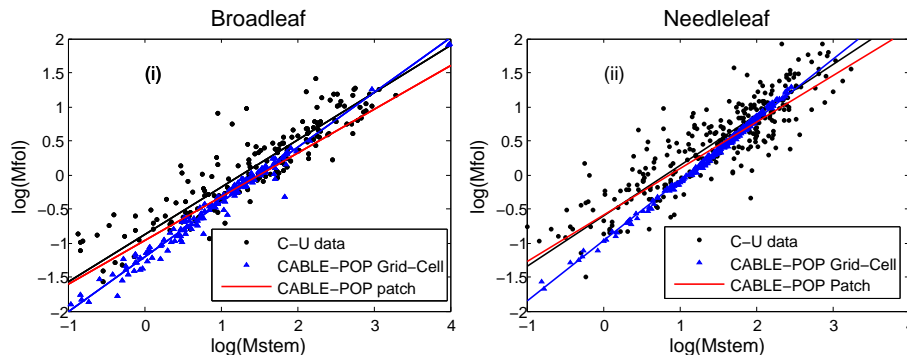 Broadleaf
(i)
log(Mfol)
2
1.5
1
0.5
0
−0.5
−1
−1.5
−2
−1
0
1
2
3
4
log(Mstem)
C−U data
CABLE−POP Grid−Cell
CABLE−POP patch
Needleleaf
(ii)
log(Mfol)
2
1.5
1
0.5
0
−0.5
−1
−1.5
−2
−1
0
1
2
3
4
log(Mstem)
C−U data
CABLE−POP Grid−Cell
CABLE−POP Patch